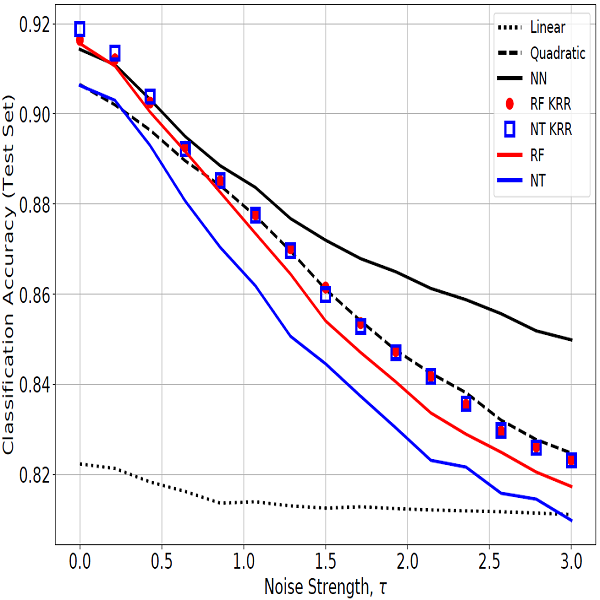 0.92
0.90
0.88
0.86
0.84
0.82
Classification Accuracy (Test Set)
0.0 0.5 1.0 1.5 2.0 2.5 3.0
Noise Strength, τ
Linear
Quadratic
NN
RF KRR
NT KRR
RF
NT